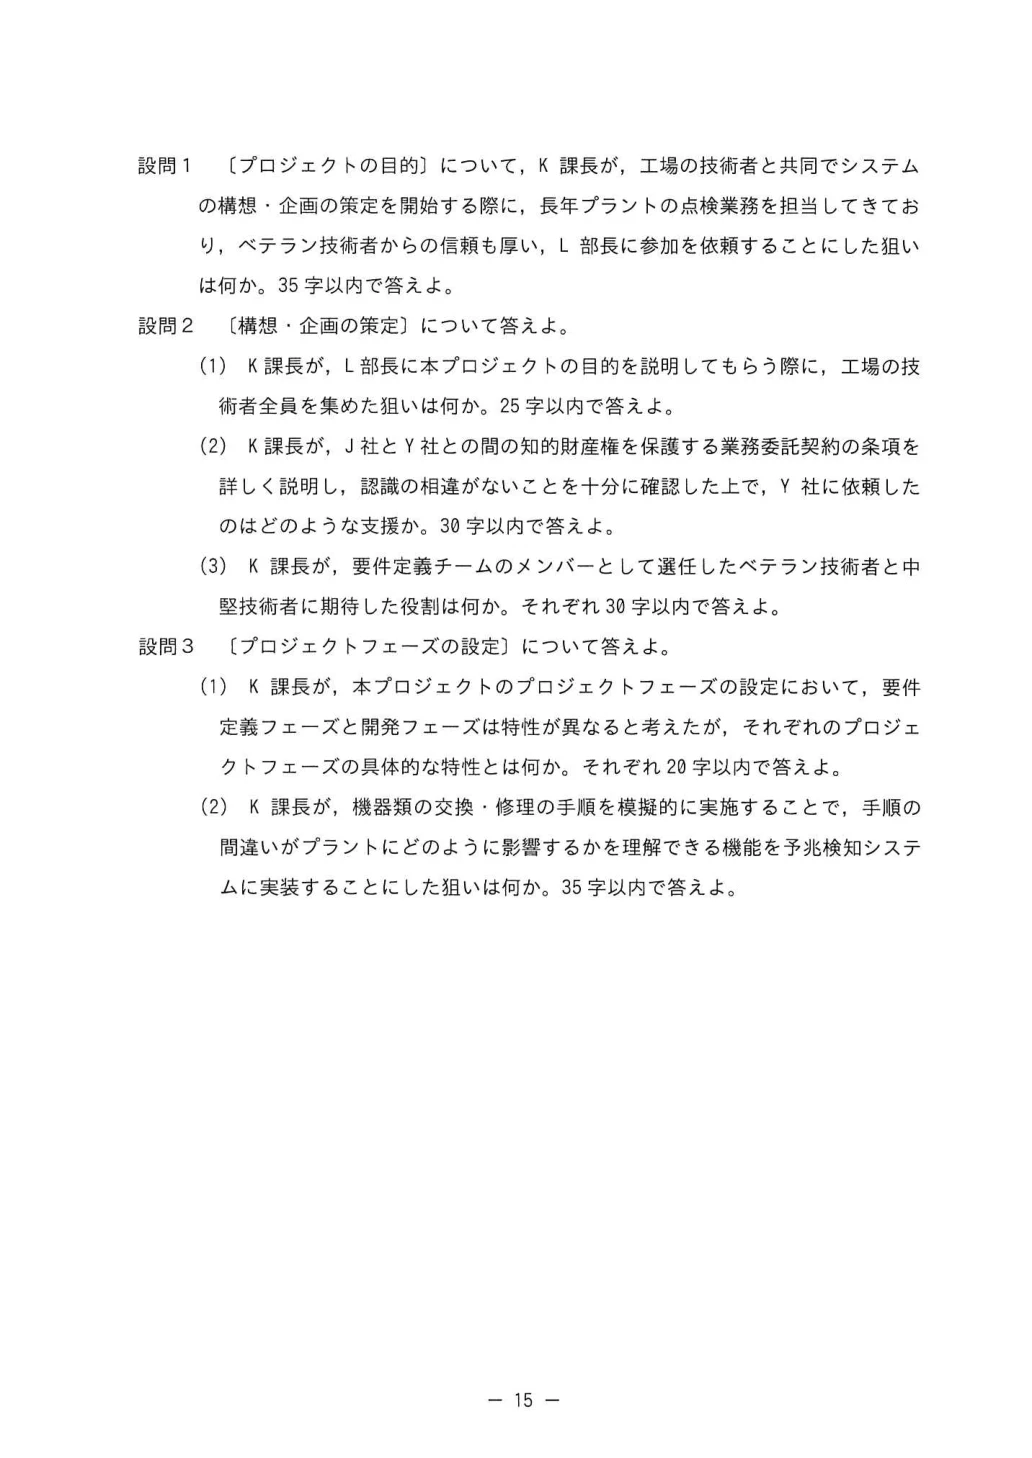 設問1　〔プロジェクトの目的〕について，K 課長が，工場の技術者と共同でシステム
の構想・企画の策定を開始する際に，長年プラントの点検業務を担当してきてお
り，ベテラン技術者からの信頼も厚い，L 部長に参加を依頼することにした狙い
は何か。35 字以内で答えよ。
設問2　〔構想・企画の策定〕について答えよ。
(1)　K 課長が，L 部長に本プロジェクトの目的を説明してもらう際に，工場の技
術者全員を集めた狙いは何か。25 字以内で答えよ。
(2)　K 課長が，J 社と Y 社との間の知的財産権を保護する業務委託契約の条項を
詳しく説明し，認識の相違がないことを十分に確認した上で，Y 社に依頼した
のはどのような支援か。30 字以内で答えよ。
(3)　K 課長が，要件定義チームのメンバーとして選任したベテラン技術者と中
堅技術者に期待した役割は何か。それぞれ 30 字以内で答えよ。
設問3　〔プロジェクトフェーズの設定〕について答えよ。
(1)　K 課長が，本プロジェクトのプロジェクトフェーズの設定において，要件
定義フェーズと開発フェーズは特性が異なると考えたが，それぞれのプロジェ
クトフェーズの具体的な特性とは何か。それぞれ 20 字以内で答えよ。
(2)　K 課長が，機器類の交換・修理の手順を模擬的に実施することで，手順の
間違いがプラントにどのように影響するかを理解できる機能を予兆検知システ
ムに実装することにした狙いは何か。35 字以内で答えよ。
― 15 ―